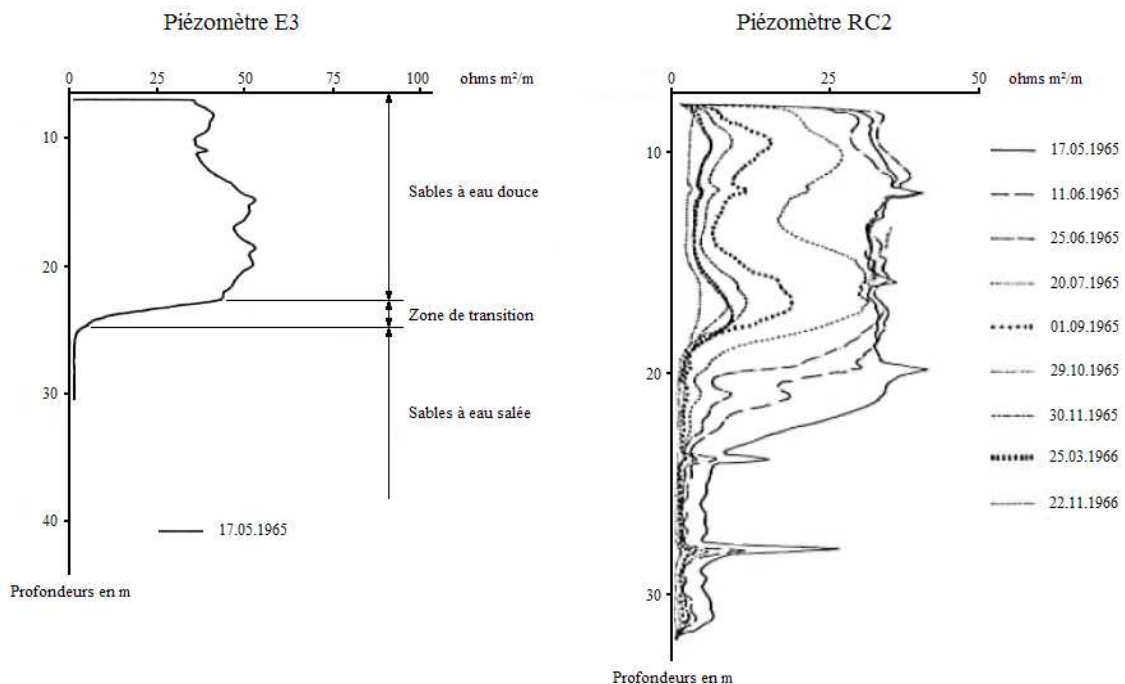 Piézomètre E3
0 25 50 75 100 ohms m²/m
10
20
30
40
Sables à eau douce
Zone de transition
Sables à eau salée
17.05.1965
Profondeurs en m
Piézomètre RC2
0 25 50 ohms m²/m
10
20
30
17.05.1965
11.06.1965
25.06.1965
20.07.1965
01.09.1965
29.10.1965
30.11.1965
25.03.1966
22.11.1966
Profondeurs en m